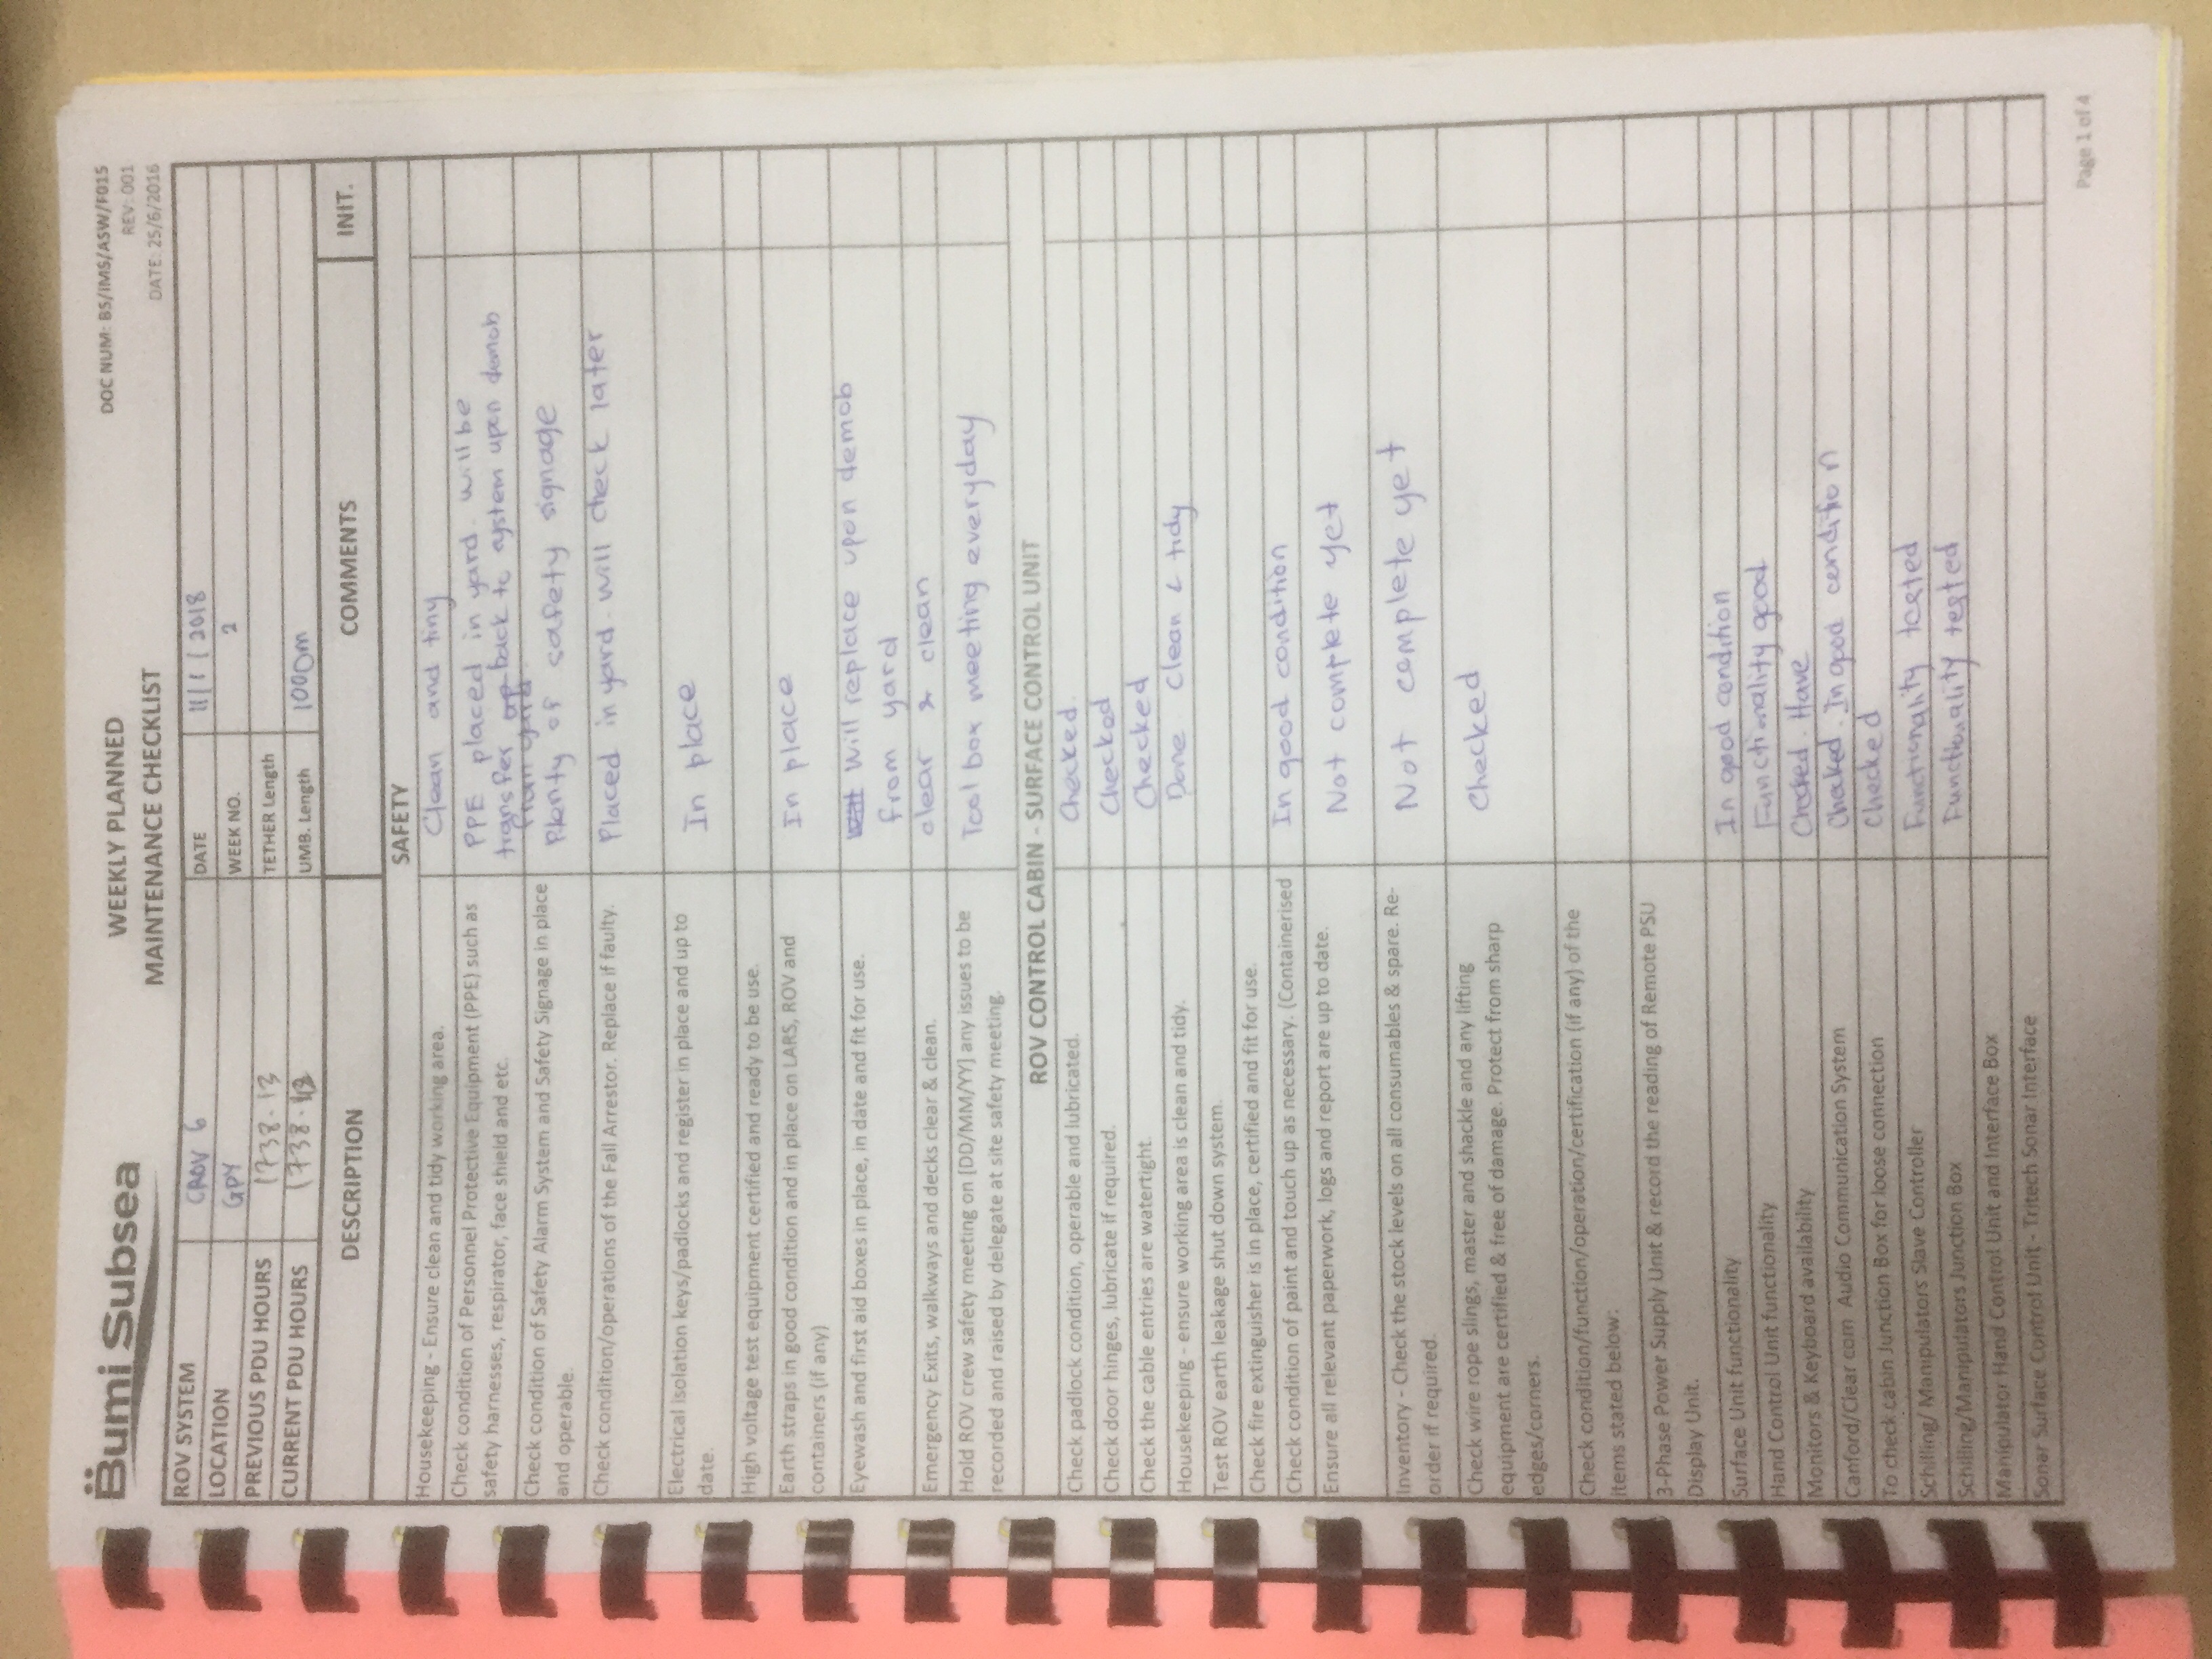 Bumi Subsea
WEEKLY PLANNED
MAINTENANCE CHECKLIST
DOC NUM: BS/IMS/ASW/F015
REV: 001
DATE: 25/6/2016
ROV SYSTEM CROV 6 DATE 11/1/2018
LOCATION GPY WEEK NO. 2
PREVIOUS PDU HOURS 1738.13 TETHER Length
CURRENT PDU HOURS 1738. UMB. Length 1000m
DESCRIPTION COMMENTS INIT.
SAFETY
Housekeeping - Ensure clean and tidy working area. Clean and tiny
Check condition of Personnel Protective Equipment (PPE) such as
safety harnesses, respirator, face shield and etc.
PPE placed in yard. will be
transfer back to system upon demob
from yard
Check condition of Safety Alarm System and Safety Signage in place
and operable.
Plenty of safety signage
Check condition/operations of the Fall Arrestor. Replace if faulty. Placed in yard. will check later
Electrical isolation keys/padlocks and register in place and up to
date.
In place
High voltage test equipment certified and ready to be use.
Earth straps in good condition and in place on LARS, ROV and
containers (if any)
In place
Eyewash and first aid boxes in place, in date and fit for use. Will replace upon demob
from yard
Emergency Exits, walkways and decks clear & clean. clear & clean
Hold ROV crew safety meeting on [DD/MM/YY] any issues to be
recorded and raised by delegate at site safety meeting.
Tool box meeting everyday
ROV CONTROL CABIN - SURFACE CONTROL UNIT
Check padlock condition, operable and lubricated. Checked.
Check door hinges, lubricate if required. Checked
Check the cable entries are watertight. Checked
Housekeeping - ensure working area is clean and tidy. Done. Clean & tidy
Test ROV earth leakage shut down system.
Check fire extinguisher is in place, certified and fit for use.
Check condition of paint and touch up as necessary. (Containerised In good condition
Ensure all relevant paperwork, logs and report are up to date. Not complete yet
Inventory - Check the stock levels on all consumables & spare. Re-
order if required.
Not complete yet
Check wire rope slings, master and shackle and any lifting
equipment are certified & free of damage. Protect from sharp
edges/corners.
Checked
Check condition/function/operation/certification (if any) of the
items stated below:
3-Phase Power Supply Unit & record the reading of Remote PSU
Display Unit.
Surface Unit functionality In good condition
Hand Control Unit functionality Functionality good
Monitors & Keyboard availability Checked. Have
Canford/Clear com Audio Communication System Checked. In good condition
To check cabin Junction Box for loose connection Checked
Schilling/ Manipulators Slave Controller Functionality tested
Schilling/Manipulators Junction Box Functionality tested
Manipulator Hand Control Unit and Interface Box
Sonar Surface Control Unit - Tritech Sonar Interface
Page 1 of 4